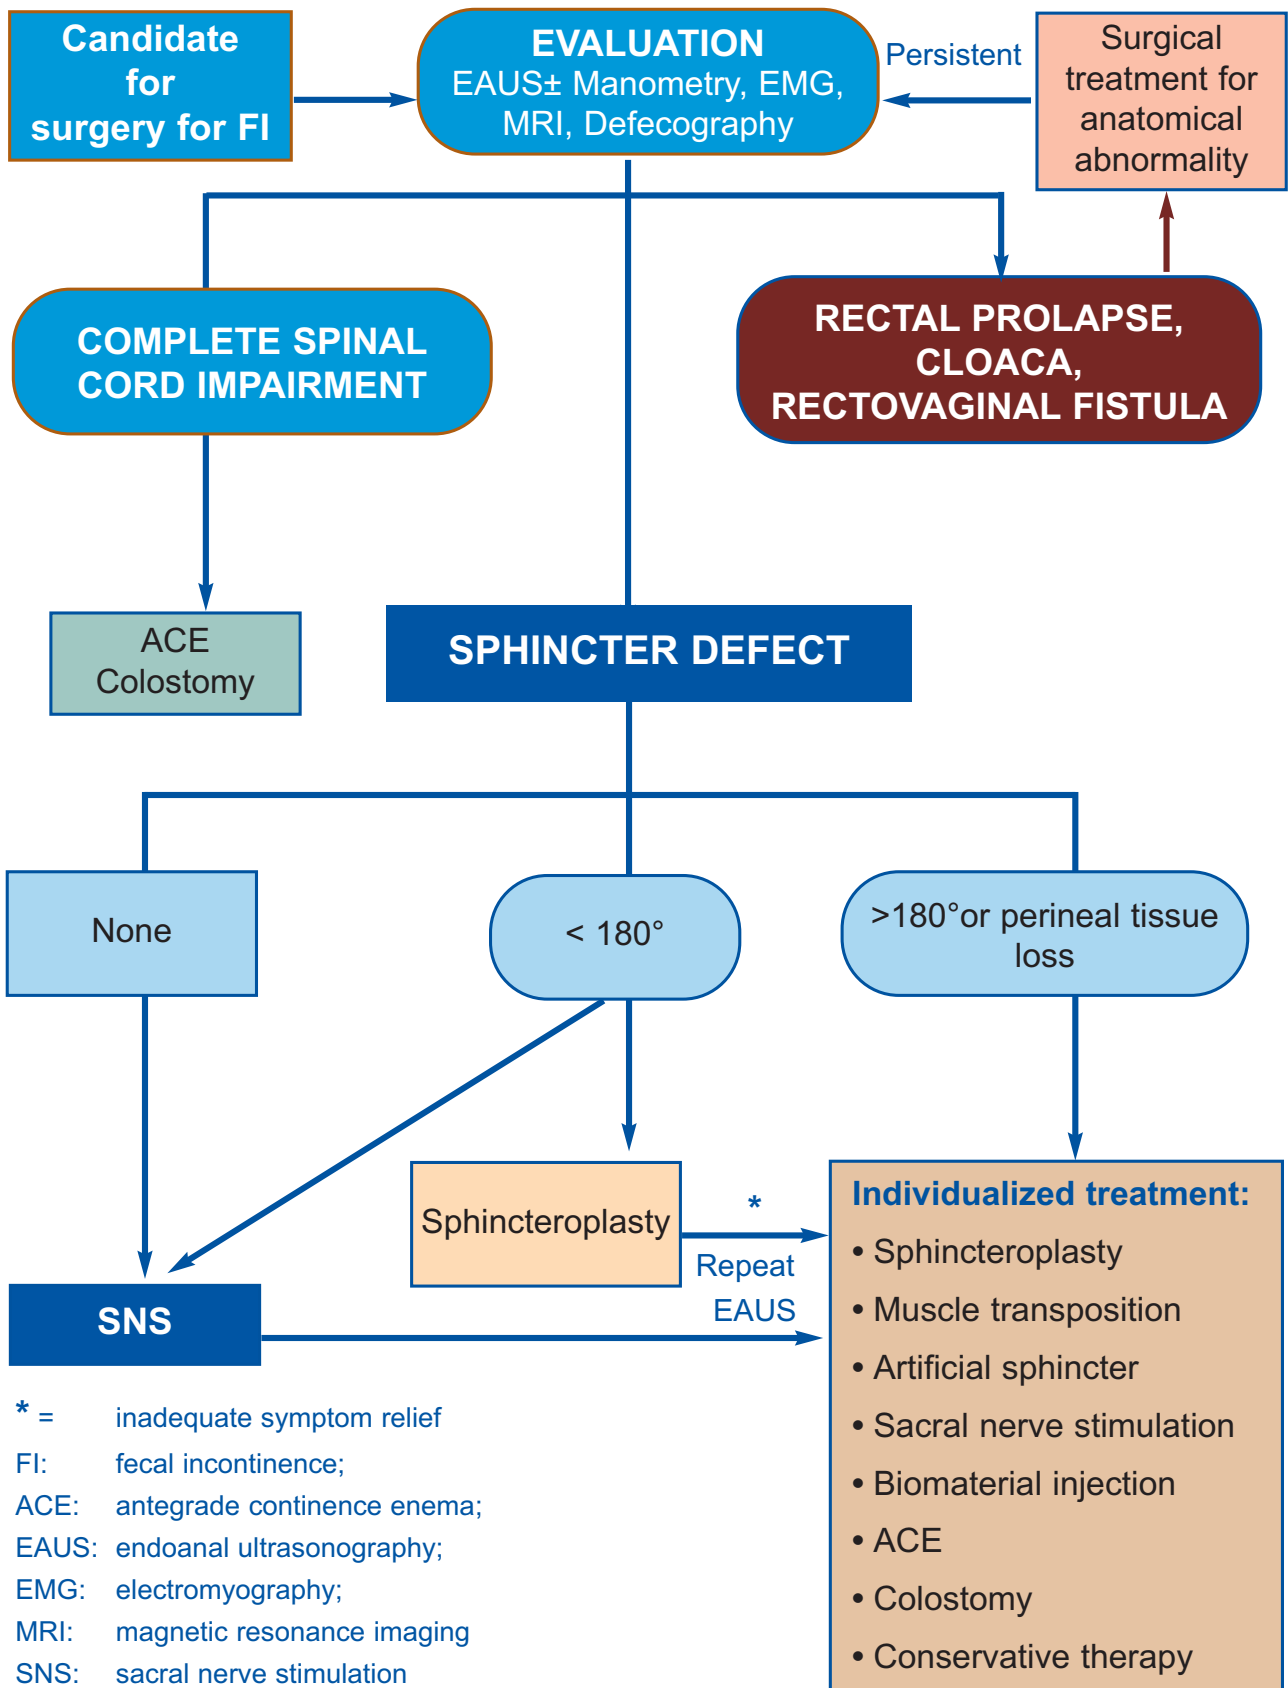 Candidate
for
surgery for FI
EVALUATION
EAUS± Manometry, EMG,
MRI, Defecography
Persistent
Surgical
treatment for
anatomical
abnormality
COMPLETE SPINAL
CORD IMPAIRMENT
RECTAL PROLAPSE,
CLOACA,
RECTOVAGINAL FISTULA
ACE
Colostomy
SPHINCTER DEFECT
None
< 180°
>180°or perineal tissue
loss
Sphincteroplasty
*
Repeat
EAUS
SNS
Individualized treatment:
• Sphincteroplasty
• Muscle transposition
• Artificial sphincter
• Sacral nerve stimulation
• Biomaterial injection
• ACE
• Colostomy
• Conservative therapy
* = inadequate symptom relief
FI: fecal incontinence;
ACE: antegrade continence enema;
EAUS: endoanal ultrasonography;
EMG: electromyography;
MRI: magnetic resonance imaging
SNS: sacral nerve stimulation